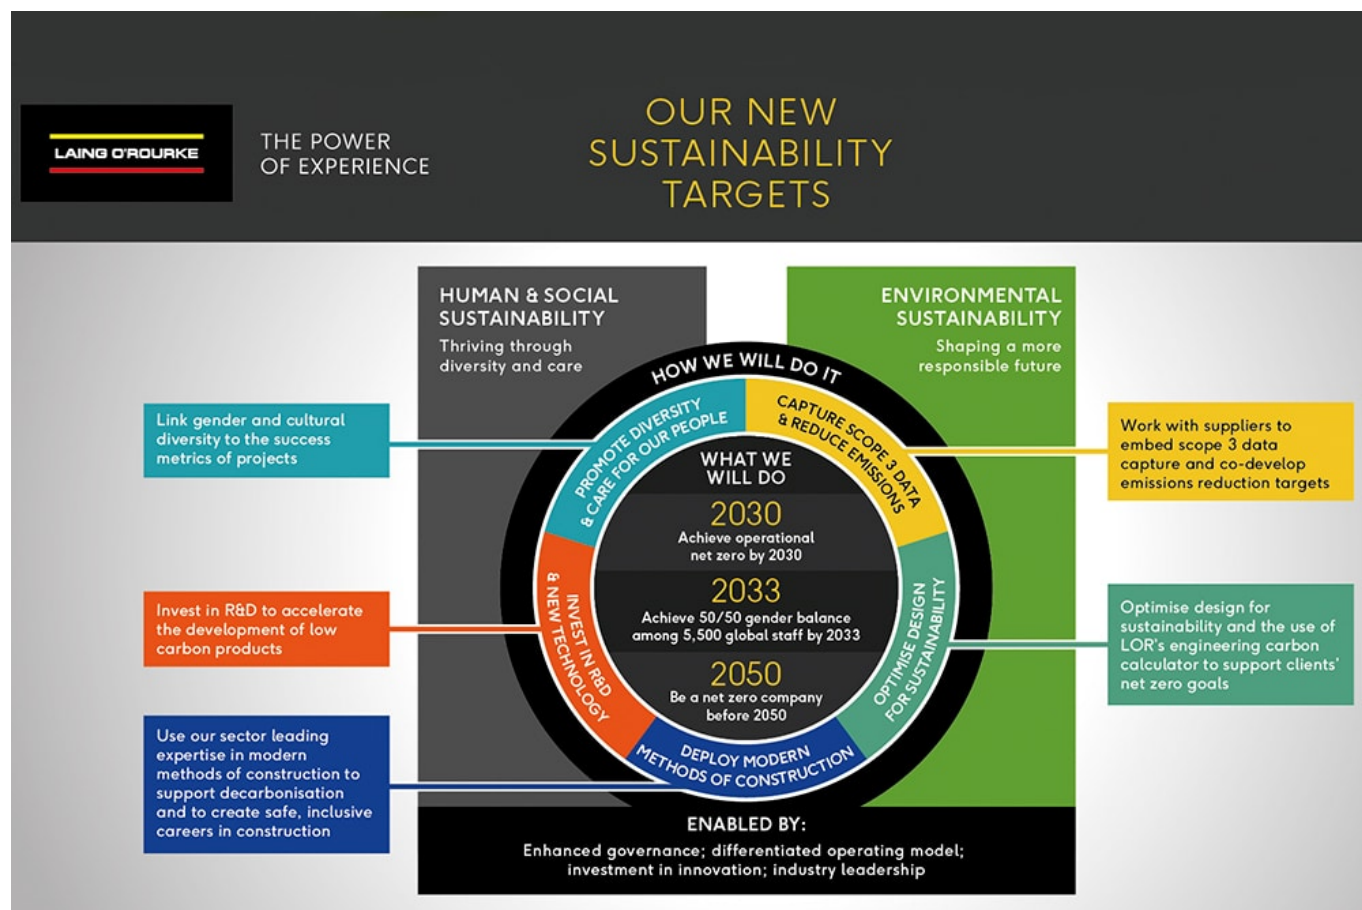 LAING O'ROURKE
THE POWER
OF EXPERIENCE
OUR NEW
SUSTAINABILITY
TARGETS
HUMAN & SOCIAL
SUSTAINABILITY
Thriving through
diversity and care
ENVIRONMENTAL
SUSTAINABILITY
Shaping a more
responsible future
HOW WE WILL DO IT
PROMOTE DIVERSITY
& CARE FOR OUR PEOPLE
CAPTURE SCOPE 3 DATA
& REDUCE EMISSIONS
OPTIMISE DESIGN
FOR SUSTAINABILITY
DEPLOY MODERN
METHODS OF CONSTRUCTION
INVEST IN R&D
& NEW TECHNOLOGY
WHAT WE
WILL DO
2030
Achieve operational
net zero by 2030
2033
Achieve 50/50 gender balance
among 5,500 global staff by 2033
2050
Be a net zero company
before 2050
Link gender and cultural
diversity to the success
metrics of projects
Invest in R&D to accelerate
the development of low
carbon products
Use our sector leading
expertise in modern
methods of construction to
support decarbonisation
and to create safe, inclusive
careers in construction
Work with suppliers to
embed scope 3 data
capture and co-develop
emissions reduction targets
Optimise design for
sustainability and the use of
LOR's engineering carbon
calculator to support clients'
net zero goals
ENABLED BY:
Enhanced governance; differentiated operating model;
investment in innovation; industry leadership